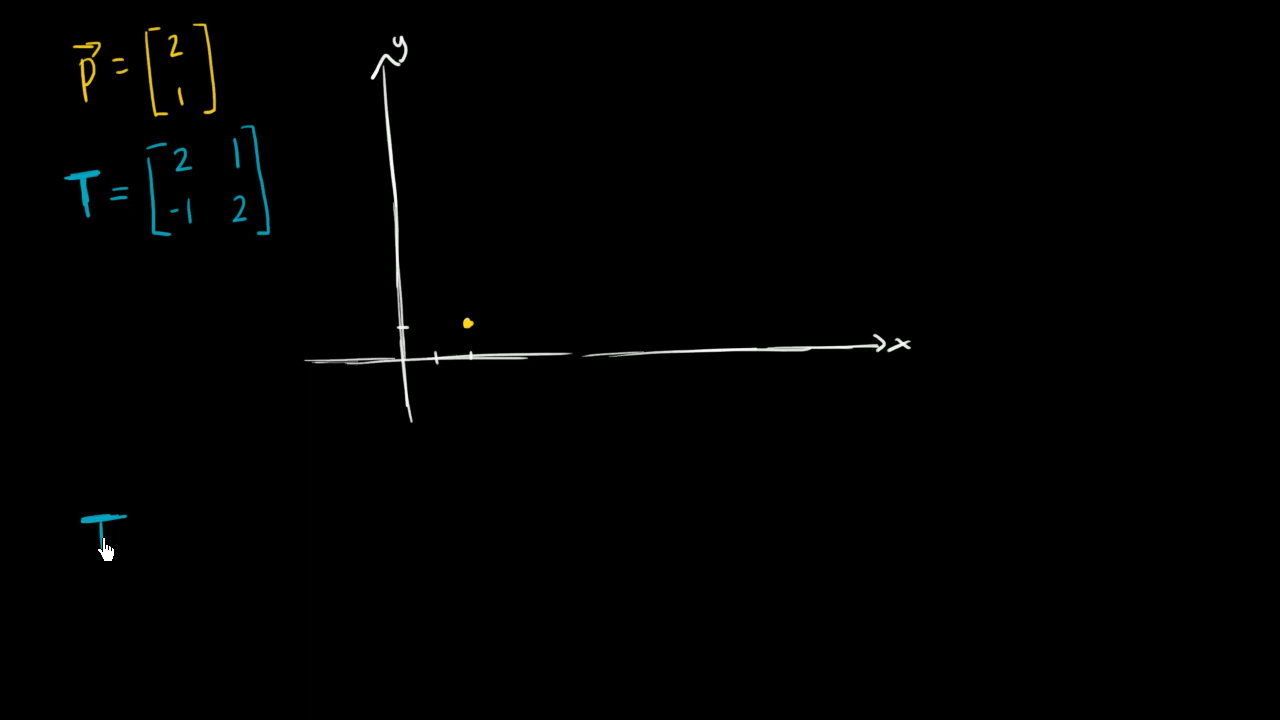 p⃗ = [2
1]
T = [2 1
-1 2]
y
x
T